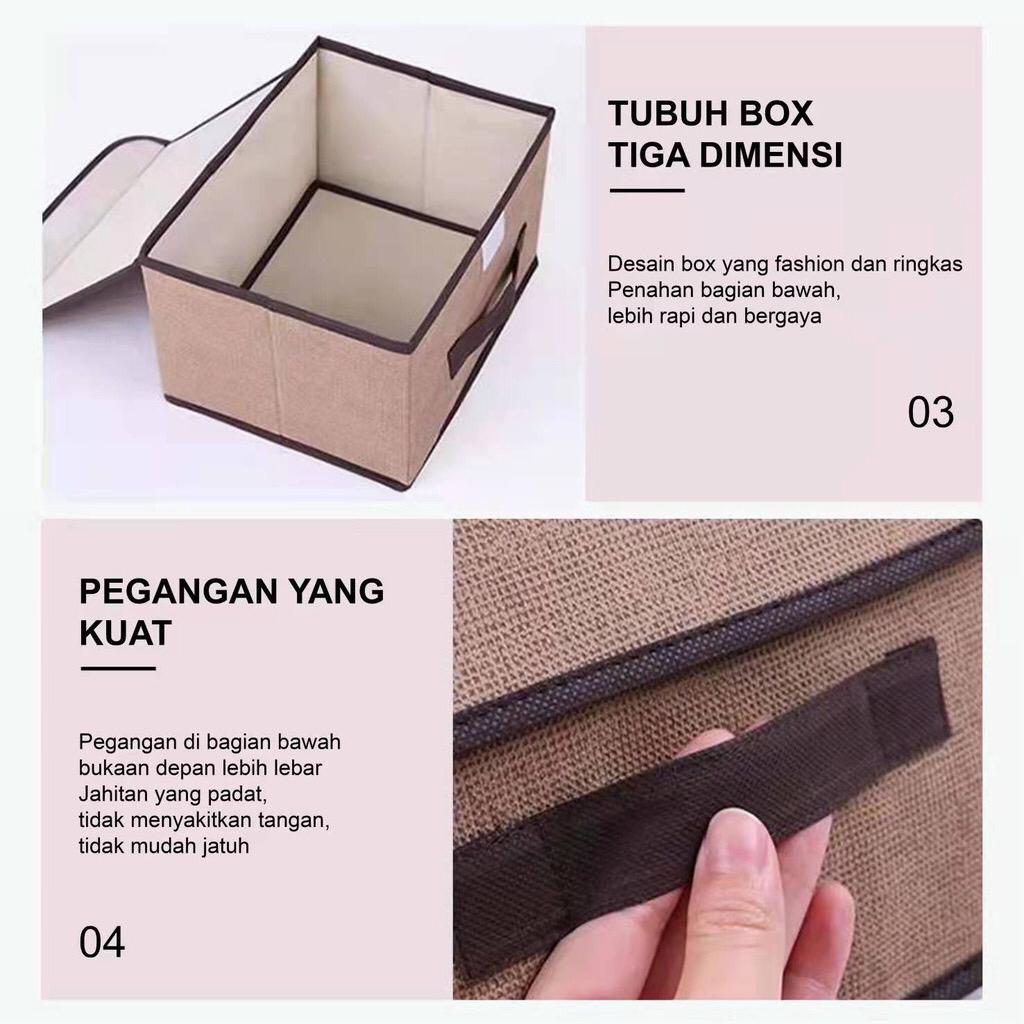 TUBUH BOX
TIGA DIMENSI
Desain box yang fashion dan ringkas
Penahan bagian bawah,
lebih rapi dan bergaya
03
PEGANGAN YANG
KUAT
Pegangan di bagian bawah
bukaan depan lebih lebar
Jahitan yang padat,
tidak menyakitkan tangan,
tidak mudah jatuh
04